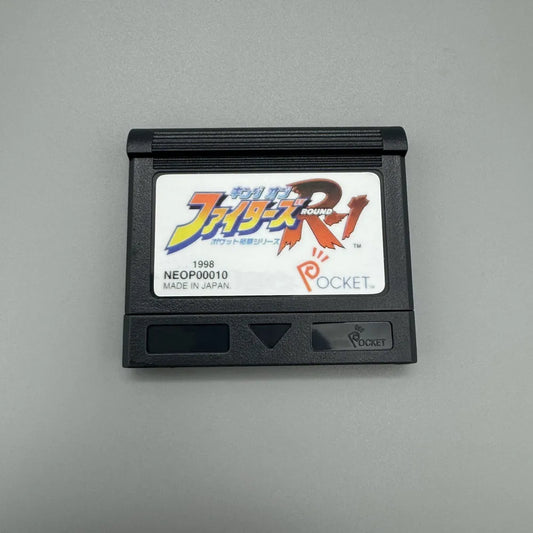 キング オブ
ファイターズ R-1
ROUND
ポケット格闘シリーズ
TM
1998
NEOP00010
MADE IN JAPAN.
POCKET TM
POCKET